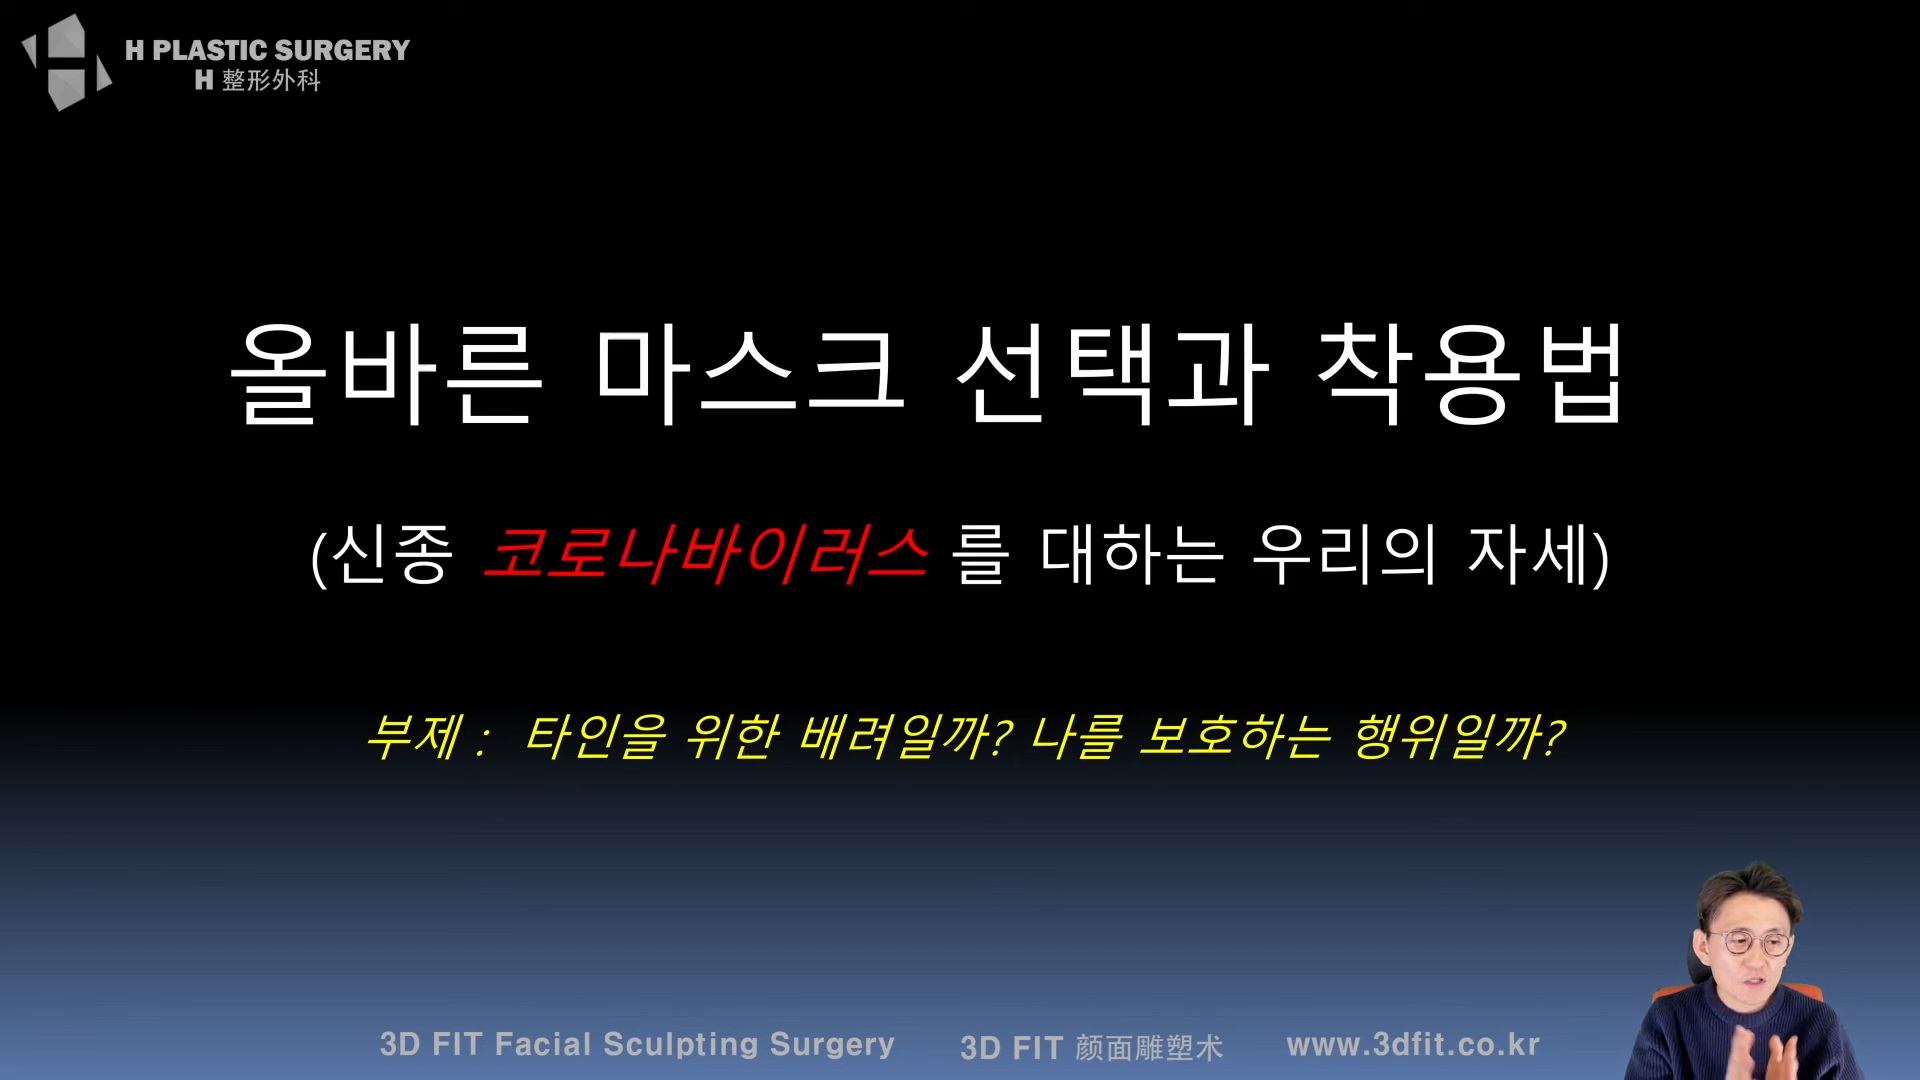 H PLASTIC SURGERY
H 整形外科
올바른 마스크 선택과 착용법
(신종 코로나바이러스 를 대하는 우리의 자세)
부제 : 타인을 위한 배려일까? 나를 보호하는 행위일까?
3D FIT Facial Sculpting Surgery 3D FIT 颜面雕塑术 www.3dfit.co.kr